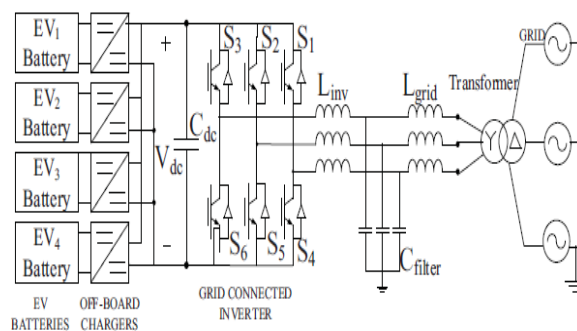 EV1
Battery
EV2
Battery
EV3
Battery
EV4
Battery
EV
BATTERIES
OFF-BOARD
CHARGERS
+
Vdc
−
Cdc
S3
S2
S1
S6
S5
S4
GRID CONNECTED
INVERTER
Linv
Lgrid
Cfilter
Transformer
Y
Δ
GRID